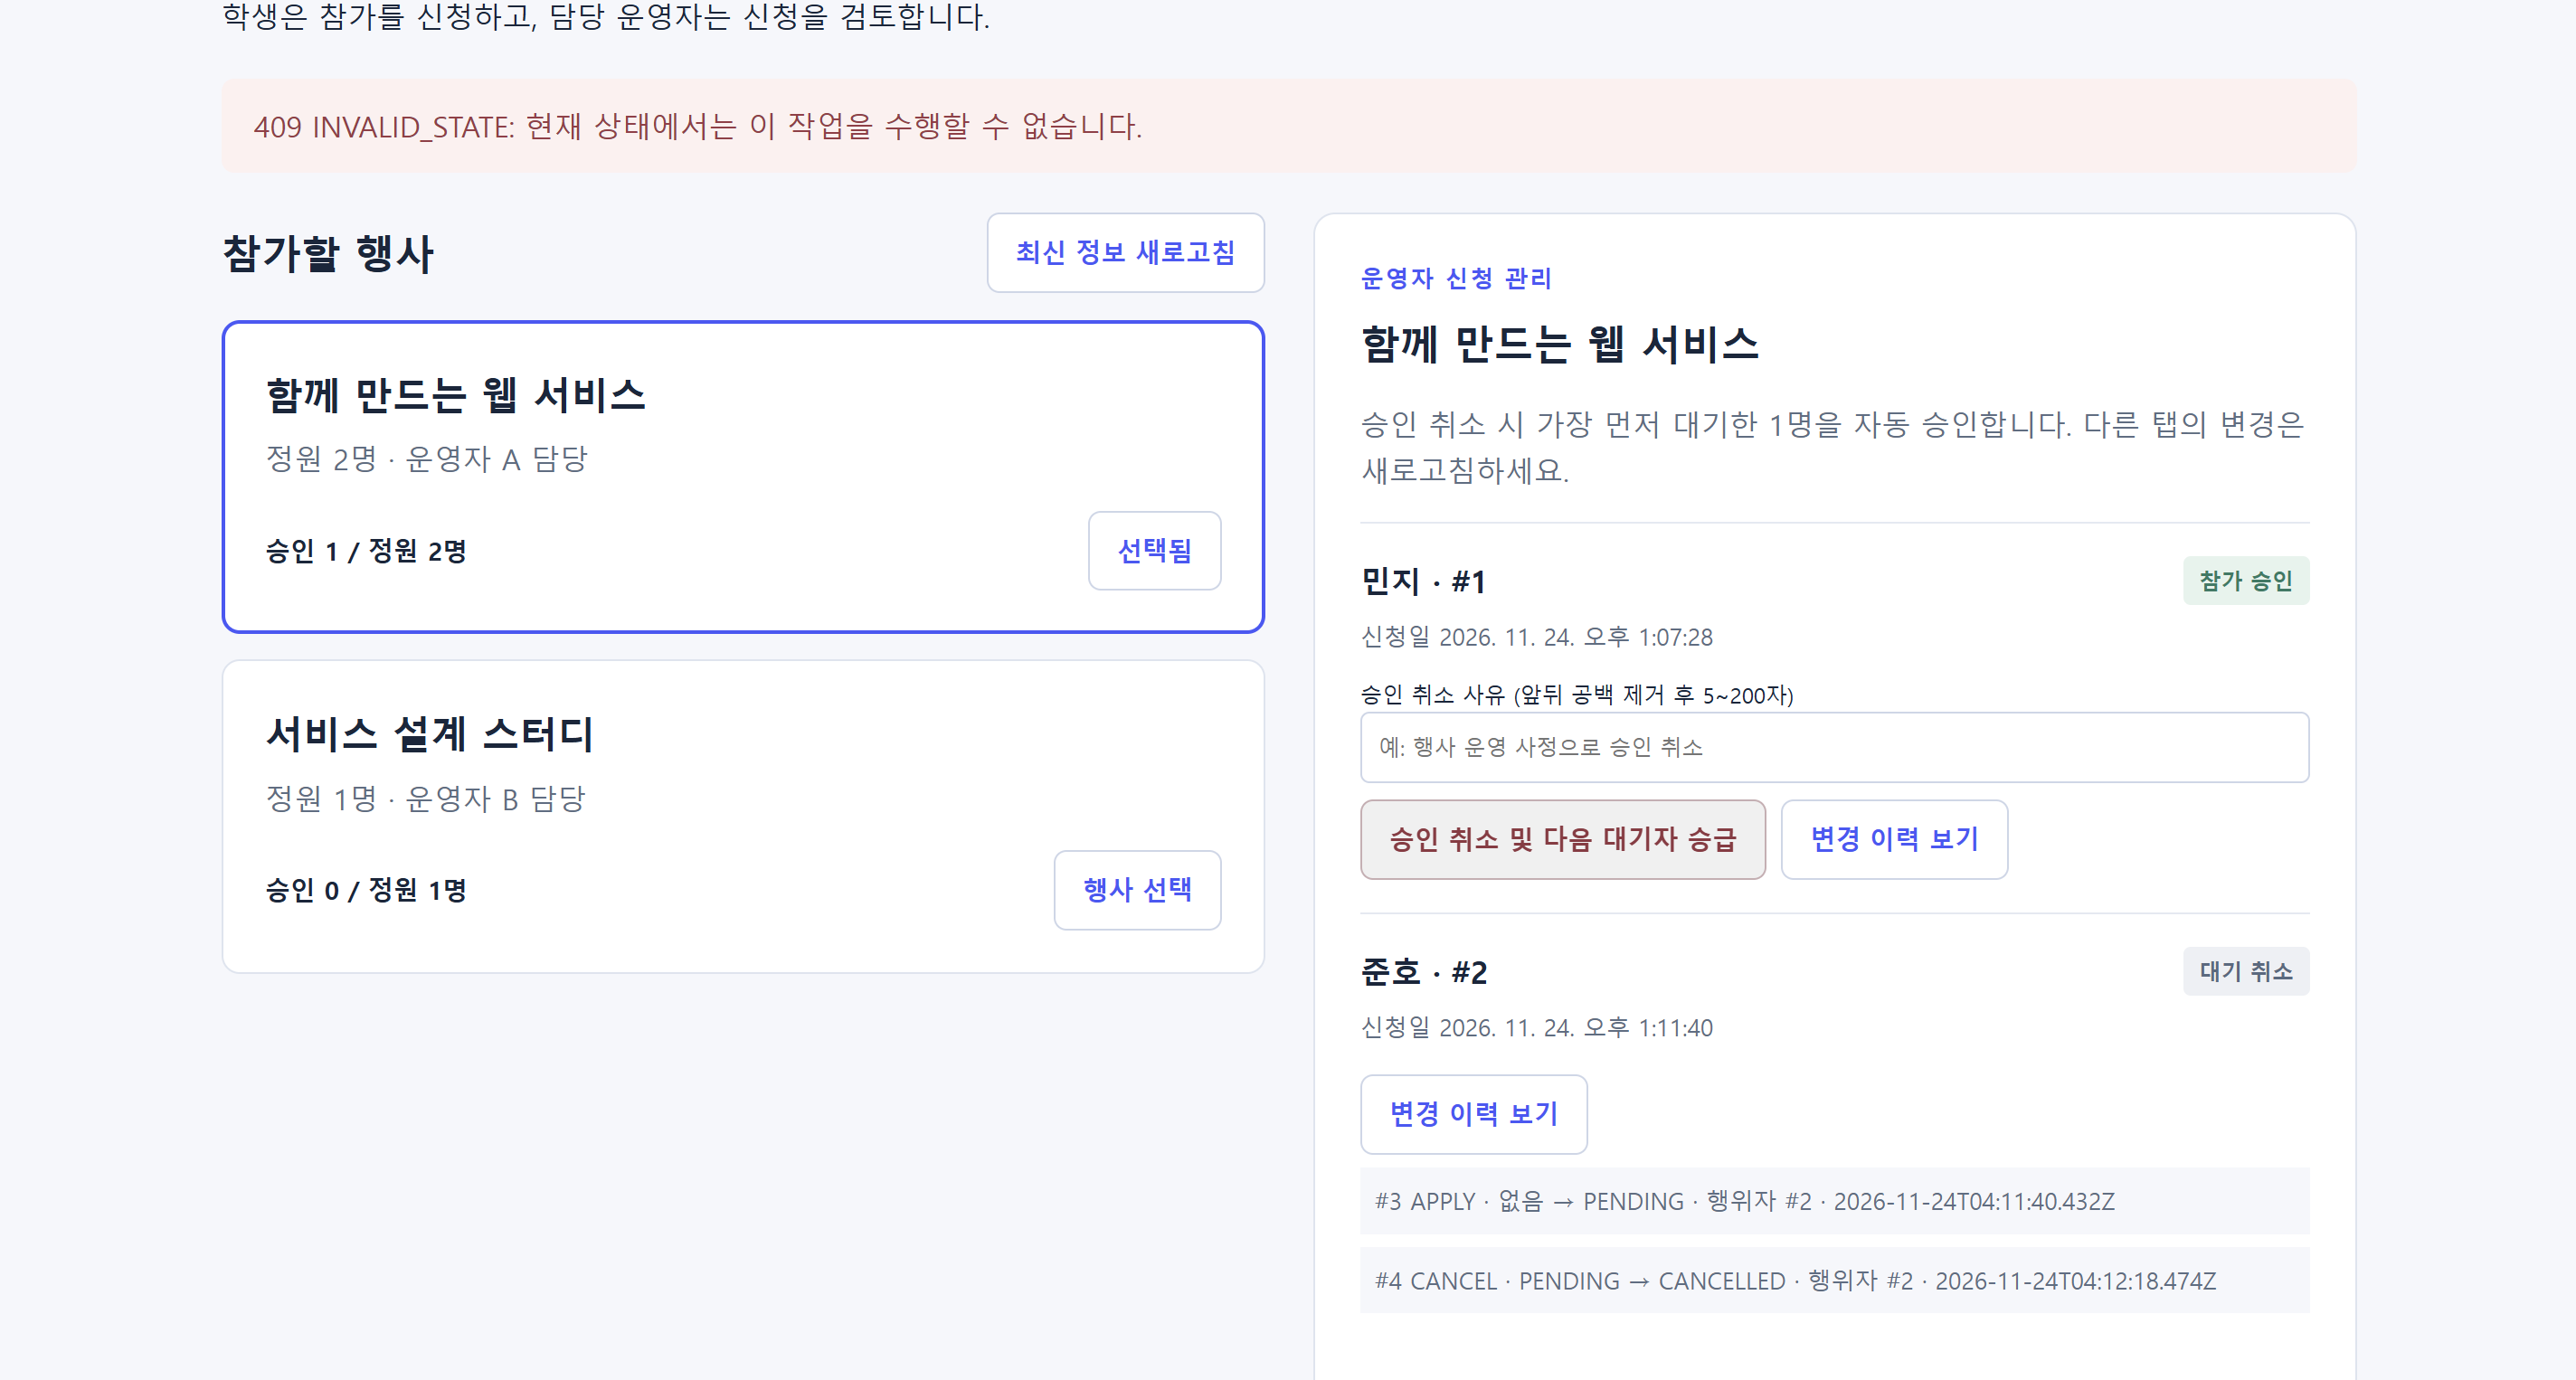 학생은 참가를 신청하고, 담당 운영자는 신청을 검토합니다.
409 INVALID_STATE: 현재 상태에서는 이 작업을 수행할 수 없습니다.
참가할 행사
최신 정보 새로고침
함께 만드는 웹 서비스
정원 2명 · 운영자 A 담당
승인 1 / 정원 2명
선택됨
서비스 설계 스터디
정원 1명 · 운영자 B 담당
승인 0 / 정원 1명
행사 선택
운영자 신청 관리
함께 만드는 웹 서비스
승인 취소 시 가장 먼저 대기한 1명을 자동 승인합니다. 다른 탭의 변경은
새로고침하세요.
민지 · #1
참가 승인
신청일 2026. 11. 24. 오후 1:07:28
승인 취소 사유 (앞뒤 공백 제거 후 5~200자)
예: 행사 운영 사정으로 승인 취소
승인 취소 및 다음 대기자 승급
변경 이력 보기
준호 · #2
대기 취소
신청일 2026. 11. 24. 오후 1:11:40
변경 이력 보기
#3 APPLY · 없음 → PENDING · 행위자 #2 · 2026-11-24T04:11:40.432Z
#4 CANCEL · PENDING → CANCELLED · 행위자 #2 · 2026-11-24T04:12:18.474Z